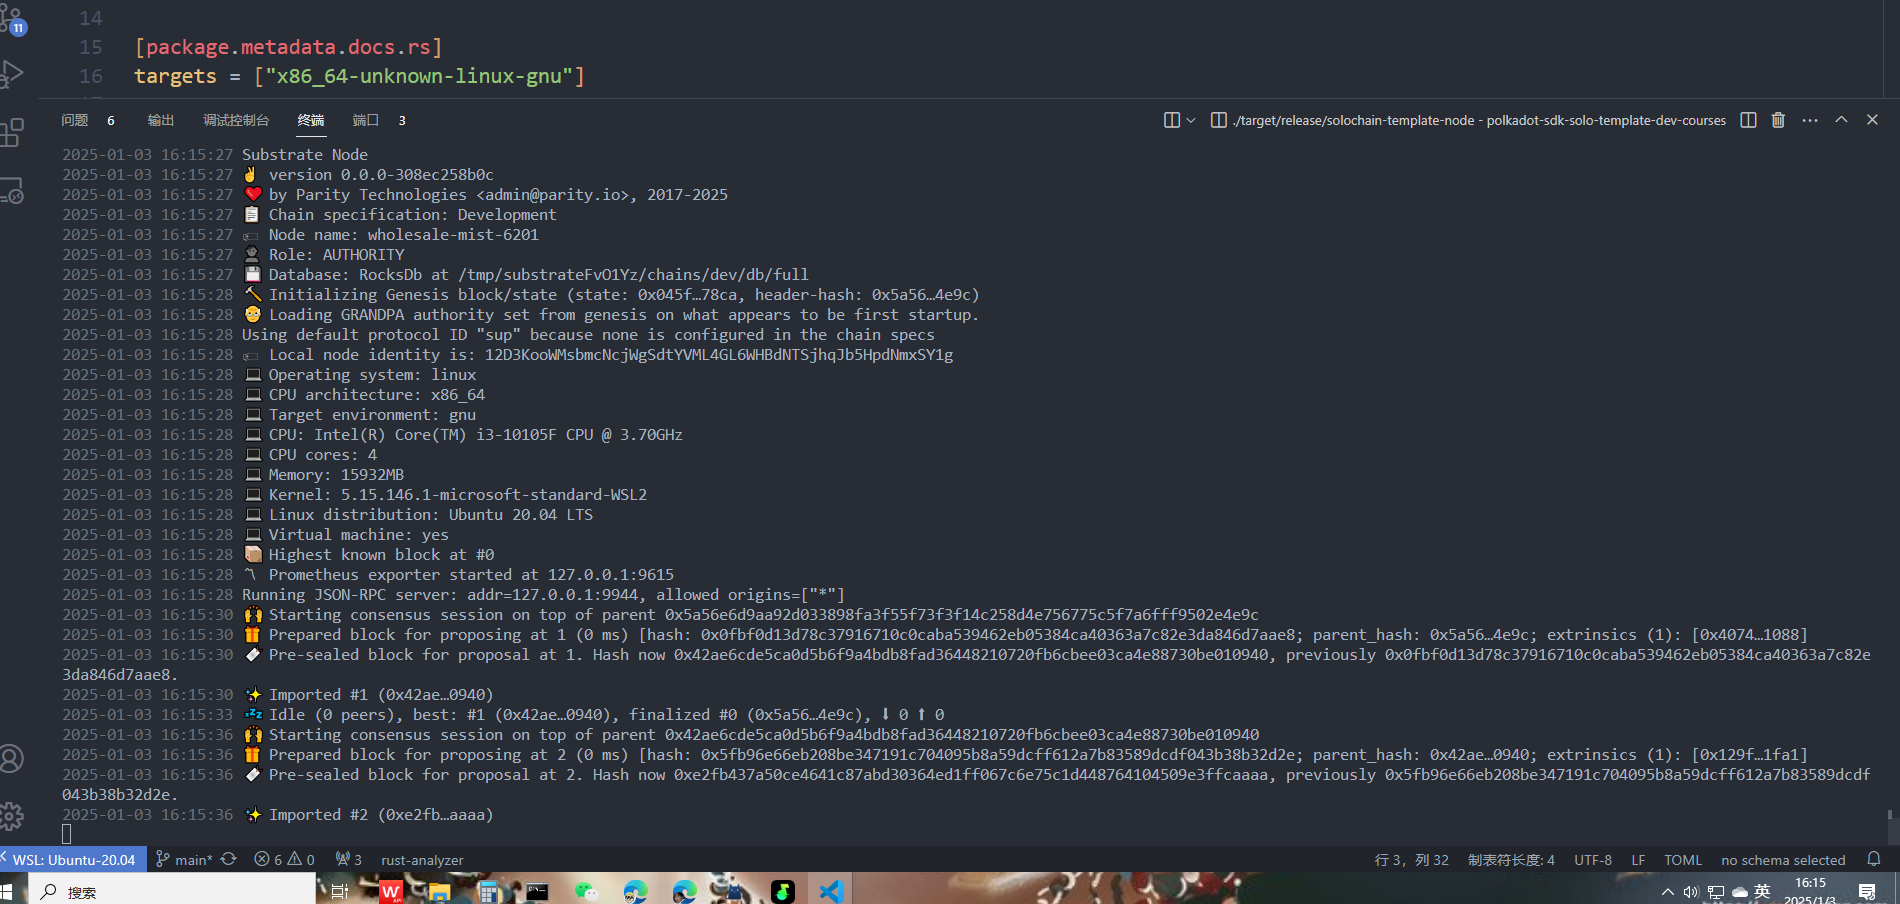 11
14
15 [package.metadata.docs.rs]
16 targets = ["x86_64-unknown-linux-gnu"]
问题 6 输出 调试控制台 终端 端口 3 ./target/release/solochain-template-node - polkadot-sdk-solo-template-dev-courses
2025-01-03 16:15:27 Substrate Node
2025-01-03 16:15:27 ✌️ version 0.0.0-308ec258b0c
2025-01-03 16:15:27 ❤️ by Parity Technologies <admin@parity.io>, 2017-2025
2025-01-03 16:15:27 📋 Chain specification: Development
2025-01-03 16:15:27 🏷 Node name: wholesale-mist-6201
2025-01-03 16:15:27 👤 Role: AUTHORITY
2025-01-03 16:15:27 💾 Database: RocksDb at /tmp/substrateFvO1Yz/chains/dev/db/full
2025-01-03 16:15:28 🔨 Initializing Genesis block/state (state: 0x045f…78ca, header-hash: 0x5a56…4e9c)
2025-01-03 16:15:28 👴 Loading GRANDPA authority set from genesis on what appears to be first startup.
2025-01-03 16:15:28 Using default protocol ID "sup" because none is configured in the chain specs
2025-01-03 16:15:28 🏷 Local node identity is: 12D3KooWMsbmcNcjWgSdtYVML4GL6WHBdNTSjhqJb5HpdNmxSY1g
2025-01-03 16:15:28 💻 Operating system: linux
2025-01-03 16:15:28 💻 CPU architecture: x86_64
2025-01-03 16:15:28 💻 Target environment: gnu
2025-01-03 16:15:28 💻 CPU: Intel(R) Core(TM) i3-10105F CPU @ 3.70GHz
2025-01-03 16:15:28 💻 CPU cores: 4
2025-01-03 16:15:28 💻 Memory: 15932MB
2025-01-03 16:15:28 💻 Kernel: 5.15.146.1-microsoft-standard-WSL2
2025-01-03 16:15:28 💻 Linux distribution: Ubuntu 20.04 LTS
2025-01-03 16:15:28 💻 Virtual machine: yes
2025-01-03 16:15:28 📦 Highest known block at #0
2025-01-03 16:15:28 〽️ Prometheus exporter started at 127.0.0.1:9615
2025-01-03 16:15:28 Running JSON-RPC server: addr=127.0.0.1:9944, allowed origins=["*"]
2025-01-03 16:15:30 🙌 Starting consensus session on top of parent 0x5a56e6d9aa92d033898fa3f55f73f3f14c258d4e756775c5f7a6fff9502e4e9c
2025-01-03 16:15:30 🎁 Prepared block for proposing at 1 (0 ms) [hash: 0x0fbf0d13d78c37916710c0caba539462eb05384ca40363a7c82e3da846d7aae8; parent_hash: 0x5a56…4e9c; extrinsics (1): [0x4074…1088]
2025-01-03 16:15:30 🔖 Pre-sealed block for proposal at 1. Hash now 0x42ae6cde5ca0d5b6f9a4bdb8fad36448210720fb6cbee03ca4e88730be010940, previously 0x0fbf0d13d78c37916710c0caba539462eb05384ca40363a7c82e
3da846d7aae8.
2025-01-03 16:15:30 ✨ Imported #1 (0x42ae…0940)
2025-01-03 16:15:33 💤 Idle (0 peers), best: #1 (0x42ae…0940), finalized #0 (0x5a56…4e9c), ⬇ 0 ⬆ 0
2025-01-03 16:15:36 🙌 Starting consensus session on top of parent 0x42ae6cde5ca0d5b6f9a4bdb8fad36448210720fb6cbee03ca4e88730be010940
2025-01-03 16:15:36 🎁 Prepared block for proposing at 2 (0 ms) [hash: 0x5fb96e66eb208be347191c704095b8a59dcff612a7b83589dcdf043b38b32d2e; parent_hash: 0x42ae…0940; extrinsics (1): [0x129f…1fa1]
2025-01-03 16:15:36 🔖 Pre-sealed block for proposal at 2. Hash now 0xe2fb437a50ce4641c87abd30364ed1ff067c6e75c1d448764104509e3ffcaaaa, previously 0x5fb96e66eb208be347191c704095b8a59dcff612a7b83589dcdf
043b38b32d2e.
2025-01-03 16:15:36 ✨ Imported #2 (0xe2fb…aaaa)
WSL: Ubuntu-20.04 main* 6 0 3 rust-analyzer 行 3，列 32 制表符长度: 4 UTF-8 LF TOML no schema selected
搜索 英 16:15
2025/1/3